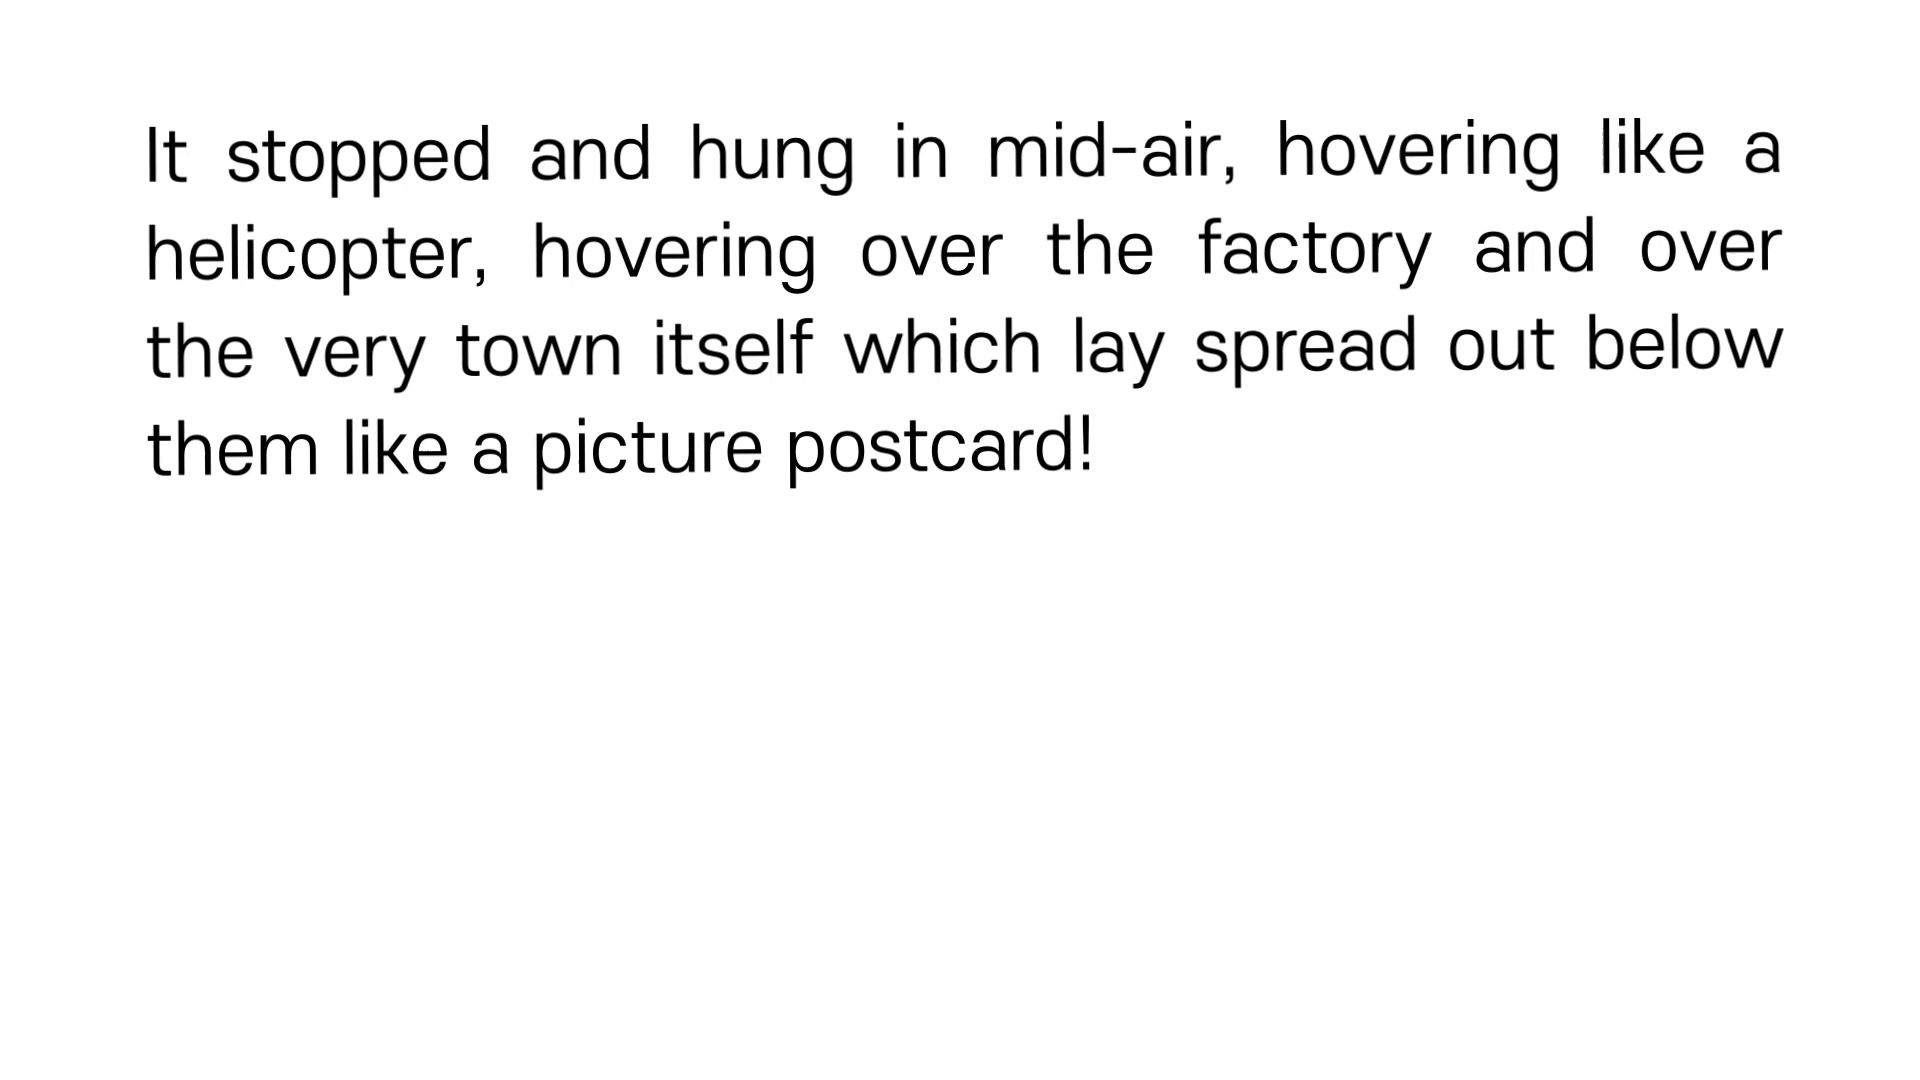 It stopped and hung in mid-air, hovering like a
helicopter, hovering over the factory and over
the very town itself which lay spread out below
them like a picture postcard!